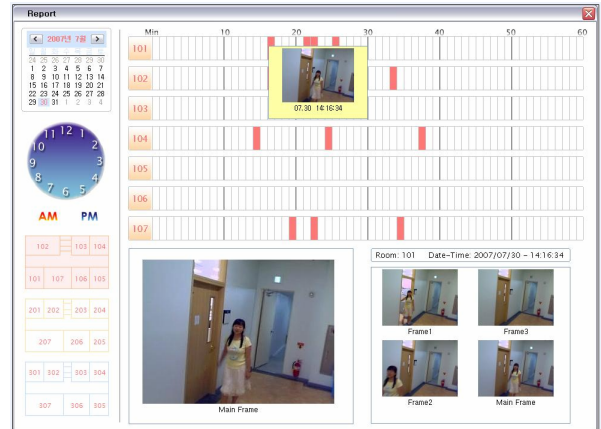 Report
2007년 7월
24 25 26 27 28 29 30
1 2 3 4 5 6 7
8 9 10 11 12 13 14
15 16 17 18 19 20 21
22 23 24 25 26 27 28
29 30 31 1 2 3 4
11 12 1
10 2
9 3
8 4
7 6 5
AM PM
102 103 104
101 107 106 105
201 202 203 204
207 206 205
301 302 303 304
307 306 305
Min 10 20 30 40 50 60
101
07.30 14:16:34
102
103
104
105
106
107
Main Frame
Room: 101 Date-Time: 2007/07/30 - 14:16:34
Frame1 Frame3
Frame2 Main Frame